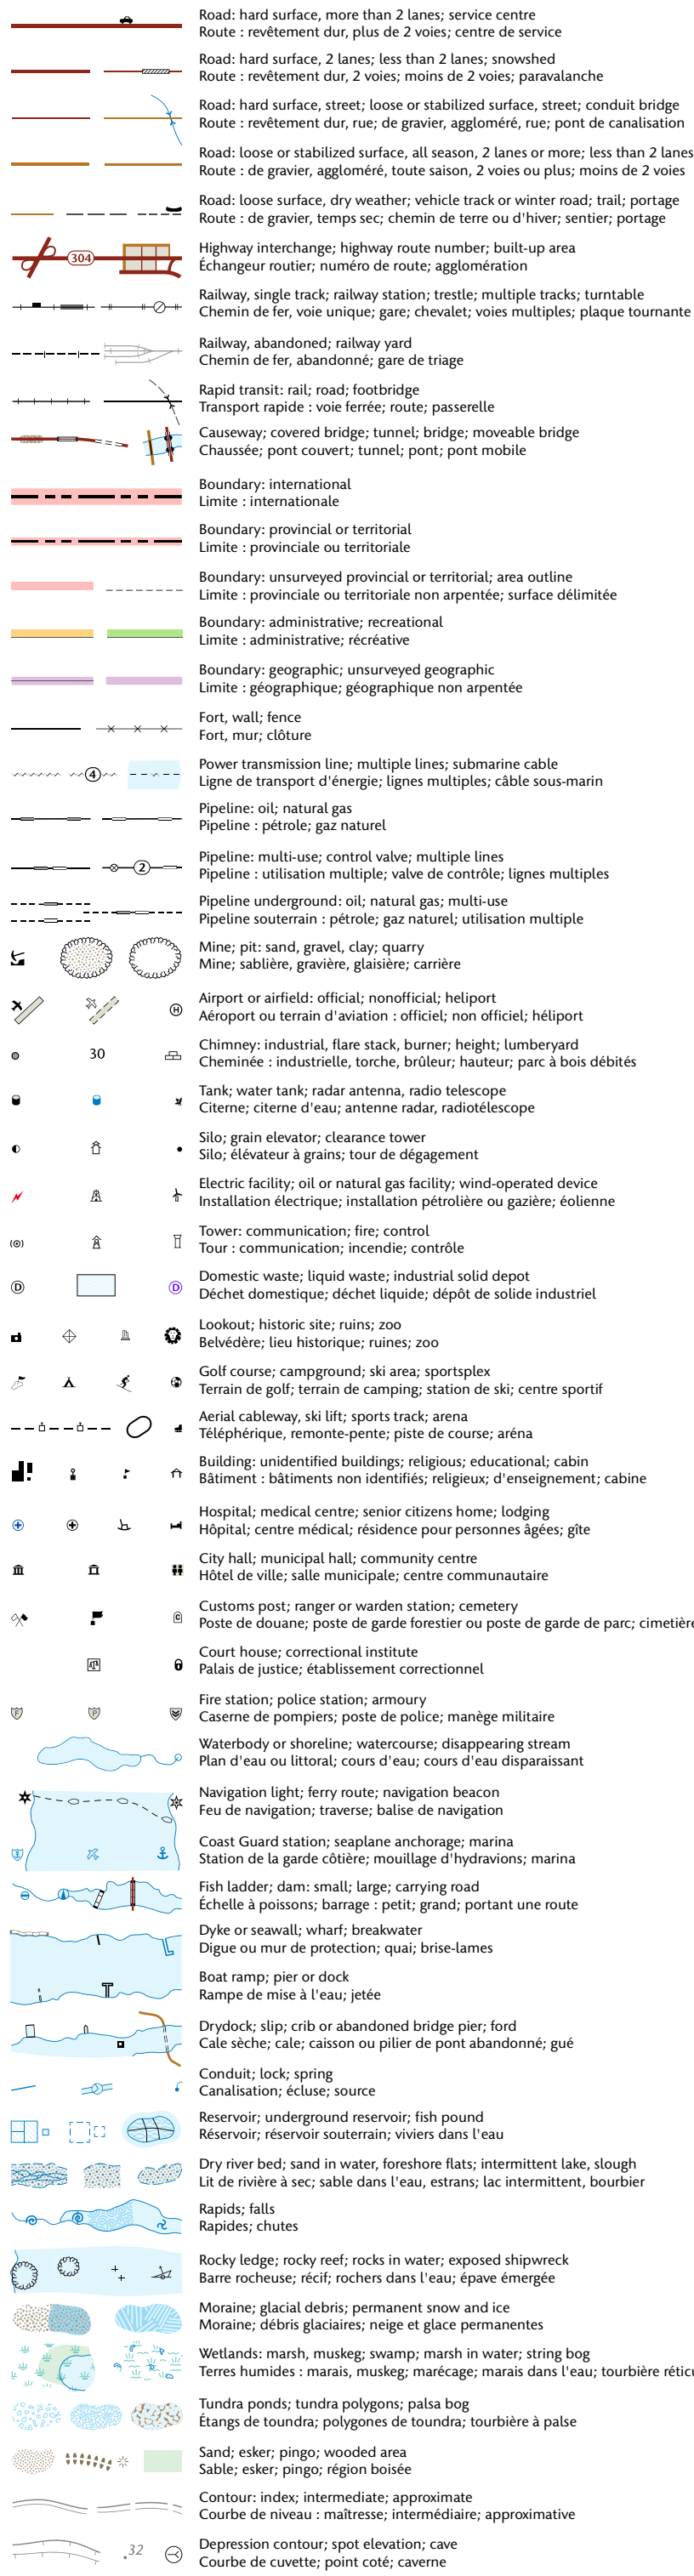 Road: hard surface, more than 2 lanes; service centre
Route : revêtement dur, plus de 2 voies; centre de service
Road: hard surface, 2 lanes; less than 2 lanes; snowshed
Route : revêtement dur, 2 voies; moins de 2 voies; paravalanche
Road: hard surface, street; loose or stabilized surface, street; conduit bridge
Route : revêtement dur, rue; de gravier, aggloméré, rue; pont de canalisation
Road: loose or stabilized surface, all season, 2 lanes or more; less than 2 lanes
Route : de gravier, aggloméré, toute saison, 2 voies ou plus; moins de 2 voies
Road: loose surface, dry weather; vehicle track or winter road; trail; portage
Route : de gravier, temps sec; chemin de terre ou d'hiver; sentier; portage
304
Highway interchange; highway route number; built-up area
Échangeur routier; numéro de route; agglomération
Railway, single track; railway station; trestle; multiple tracks; turntable
Chemin de fer, voie unique; gare; chevalet; voies multiples; plaque tournante
Railway, abandoned; railway yard
Chemin de fer, abandonné; gare de triage
Rapid transit: rail; road; footbridge
Transport rapide : voie ferrée; route; passerelle
Causeway; covered bridge; tunnel; bridge; moveable bridge
Chaussée; pont couvert; tunnel; pont; pont mobile
Boundary: international
Limite : internationale
Boundary: provincial or territorial
Limite : provinciale ou territoriale
Boundary: unsurveyed provincial or territorial; area outline
Limite : provinciale ou territoriale non arpentée; surface délimitée
Boundary: administrative; recreational
Limite : administrative; récréative
Boundary: geographic; unsurveyed geographic
Limite : géographique; géographique non arpentée
Fort, wall; fence
Fort, mur; clôture
4
Power transmission line; multiple lines; submarine cable
Ligne de transport d'énergie; lignes multiples; câble sous-marin
Pipeline: oil; natural gas
Pipeline : pétrole; gaz naturel
2
Pipeline: multi-use; control valve; multiple lines
Pipeline : utilisation multiple; valve de contrôle; lignes multiples
Pipeline underground: oil; natural gas; multi-use
Pipeline souterrain : pétrole; gaz naturel; utilisation multiple
Mine; pit: sand, gravel, clay; quarry
Mine; sablière, gravière, glaisière; carrière
H
Airport or airfield: official; nonofficial; heliport
Aéroport ou terrain d'aviation : officiel; non officiel; héliport
30
Chimney: industrial, flare stack, burner; height; lumberyard
Cheminée : industrielle, torche, brûleur; hauteur; parc à bois débités
Tank; water tank; radar antenna, radio telescope
Citerne; citerne d'eau; antenne radar, radiotélescope
Silo; grain elevator; clearance tower
Silo; élévateur à grains; tour de dégagement
Electric facility; oil or natural gas facility; wind-operated device
Installation électrique; installation pétrolière ou gazière; éolienne
Tower: communication; fire; control
Tour : communication; incendie; contrôle
D D
Domestic waste; liquid waste; industrial solid depot
Déchet domestique; déchet liquide; dépôt de solide industriel
Lookout; historic site; ruins; zoo
Belvédère; lieu historique; ruines; zoo
Golf course; campground; ski area; sportsplex
Terrain de golf; terrain de camping; station de ski; centre sportif
Aerial cableway, ski lift; sports track; arena
Téléphérique, remonte-pente; piste de course; aréna
Building: unidentified buildings; religious; educational; cabin
Bâtiment : bâtiments non identifiés; religieux; d'enseignement; cabine
Hospital; medical centre; senior citizens home; lodging
Hôpital; centre médical; résidence pour personnes âgées; gîte
City hall; municipal hall; community centre
Hôtel de ville; salle municipale; centre communautaire
C
Customs post; ranger or warden station; cemetery
Poste de douane; poste de garde forestier ou poste de garde de parc; cimetière
Court house; correctional institute
Palais de justice; établissement correctionnel
F P
Fire station; police station; armoury
Caserne de pompiers; poste de police; manège militaire
Waterbody or shoreline; watercourse; disappearing stream
Plan d'eau ou littoral; cours d'eau; cours d'eau disparaissant
Navigation light; ferry route; navigation beacon
Feu de navigation; traverse; balise de navigation
Coast Guard station; seaplane anchorage; marina
Station de la garde côtière; mouillage d'hydravions; marina
Fish ladder; dam: small; large; carrying road
Échelle à poissons; barrage : petit; grand; portant une route
Dyke or seawall; wharf; breakwater
Digue ou mur de protection; quai; brise-lames
Boat ramp; pier or dock
Rampe de mise à l'eau; jetée
Drydock; slip; crib or abandoned bridge pier; ford
Cale sèche; cale; caisson ou pilier de pont abandonné; gué
Conduit; lock; spring
Canalisation; écluse; source
Reservoir; underground reservoir; fish pound
Réservoir; réservoir souterrain; viviers dans l'eau
Dry river bed; sand in water, foreshore flats; intermittent lake, slough
Lit de rivière à sec; sable dans l'eau, estrans; lac intermittent, bourbier
Rapids; falls
Rapides; chutes
Rocky ledge; rocky reef; rocks in water; exposed shipwreck
Barre rocheuse; récif; rochers dans l'eau; épave émergée
Moraine; glacial debris; permanent snow and ice
Moraine; débris glaciaires; neige et glace permanentes
Wetlands: marsh, muskeg; swamp; marsh in water; string bog
Terres humides : marais, muskeg; marécage; marais dans l'eau; tourbière
Tundra ponds; tundra polygons; palsa bog
Étangs de toundra; polygones de toundra; tourbière à palse
Sand; esker; pingo; wooded area
Sable; esker; pingo; région boisée
Contour: index; intermediate; approximate
Courbe de niveau : maîtresse; intermédiaire; approximative
.32
Depression contour; spot elevation; cave
Courbe de cuvette; point coté; caverne